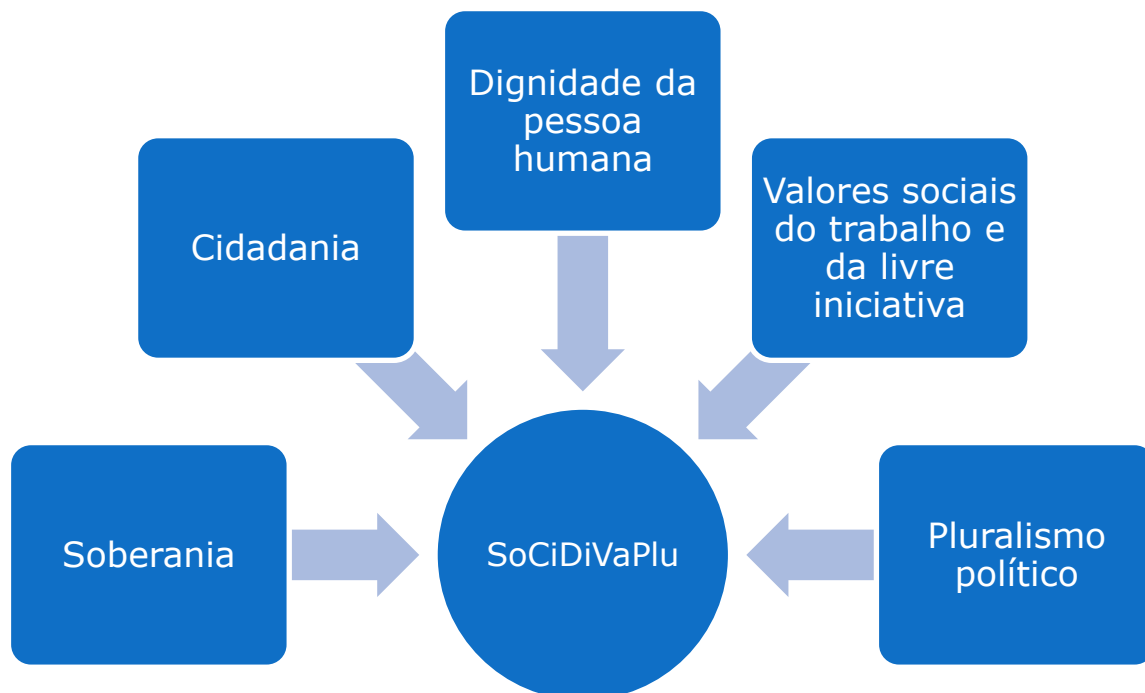 Dignidade da
pessoa
humana
Cidadania
Valores sociais
do trabalho e
da livre
iniciativa
Soberania
SoCiDiVaPlu
Pluralismo
político